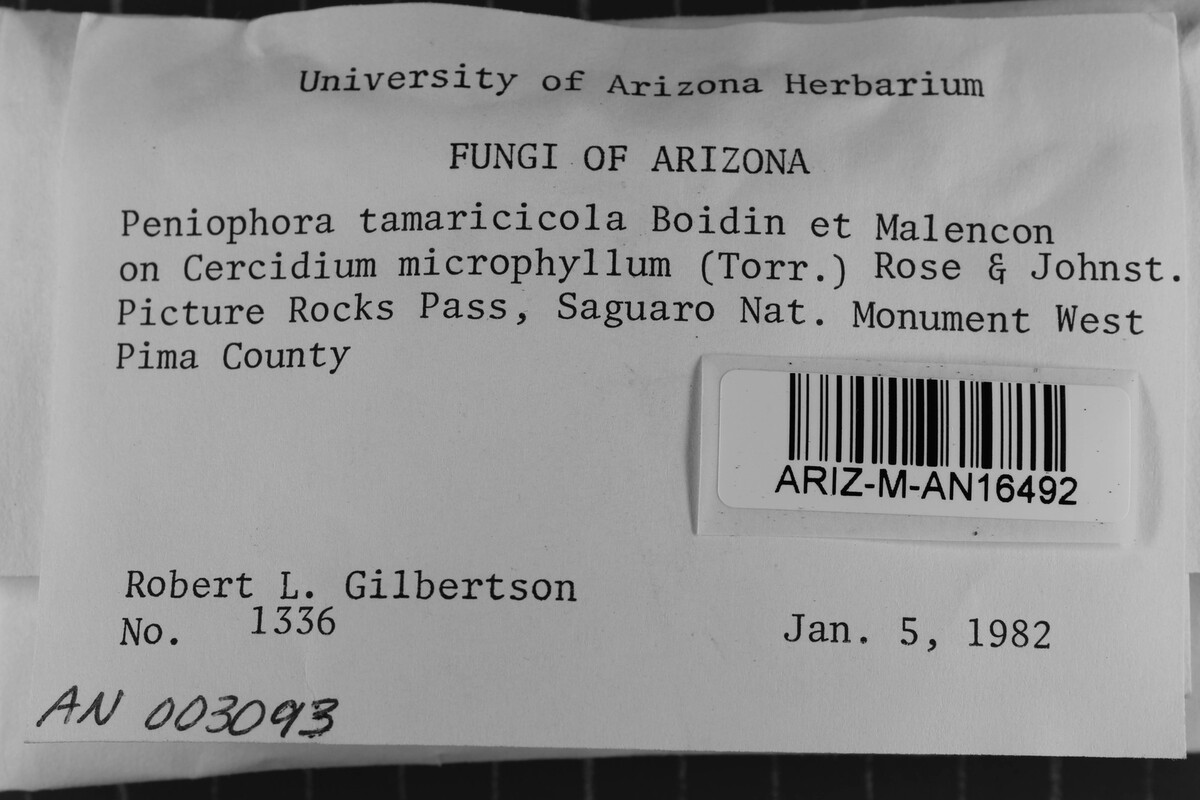 University of Arizona Herbarium
FUNGI OF ARIZONA
Peniophora tamaricicola Boidin et Malencon
on Cercidium microphyllum (Torr.) Rose & Johnst.
Picture Rocks Pass, Saguaro Nat. Monument West
Pima County
ARIZ-M-AN16492
Robert L. Gilbertson
No. 1336
Jan. 5, 1982
AN 003093